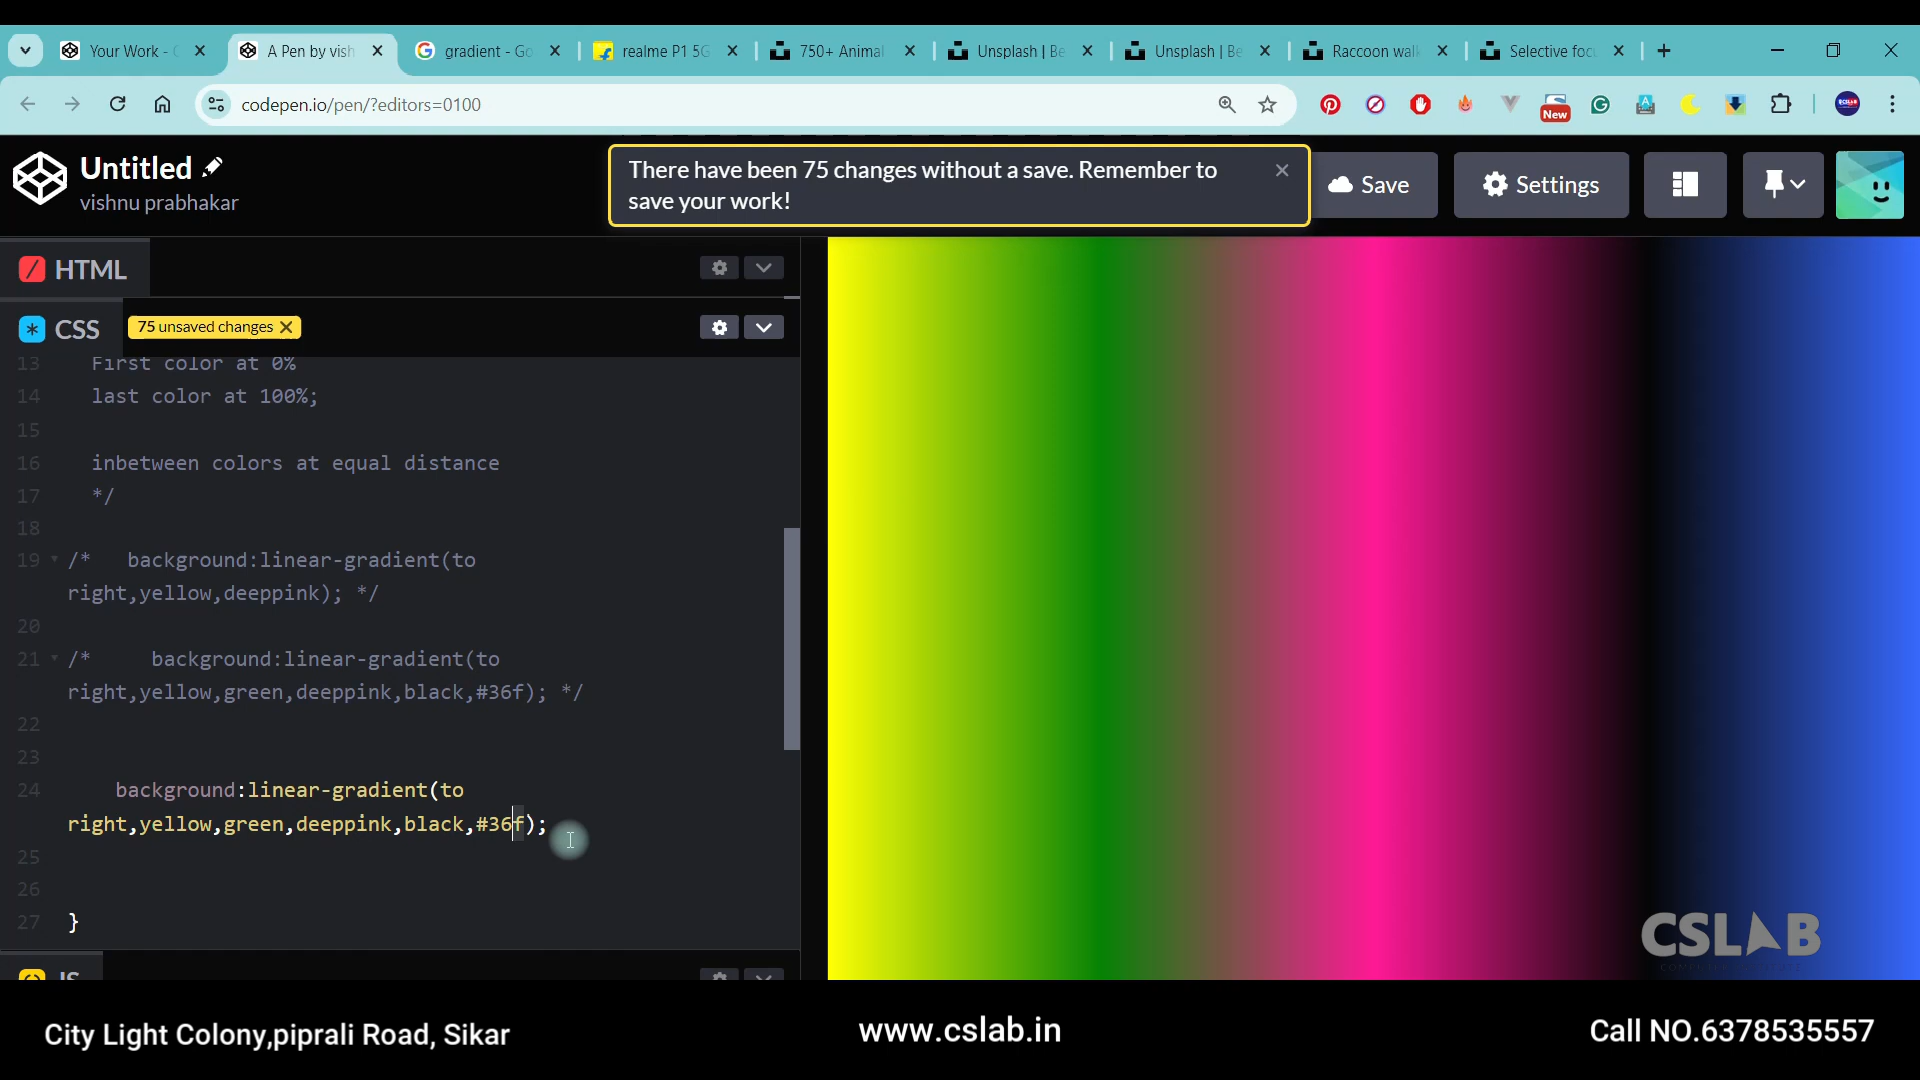 Your Work - C
A Pen by vish
gradient - Go
realme P1 5G
750+ Animal
Unsplash | Be
Unsplash | Be
Raccoon walk
Selective focu
codepen.io/pen/?editors=0100
New
Untitled
vishnu prabhakar
There have been 75 changes without a save. Remember to
save your work!
Save
Settings
HTML
CSS
75 unsaved changes
13 First color at 0%
14 last color at 100%;
15
16 inbetween colors at equal distance
17 */
18
19 /* background:linear-gradient(to
right,yellow,deeppink); */
20
21 /* background:linear-gradient(to
right,yellow,green,deeppink,black,#36f); */
22
23
24 background:linear-gradient(to
right,yellow,green,deeppink,black,#36f);
25
26
27 }
JS
CSLAB
City Light Colony,piprali Road, Sikar
www.cslab.in
Call NO.6378535557